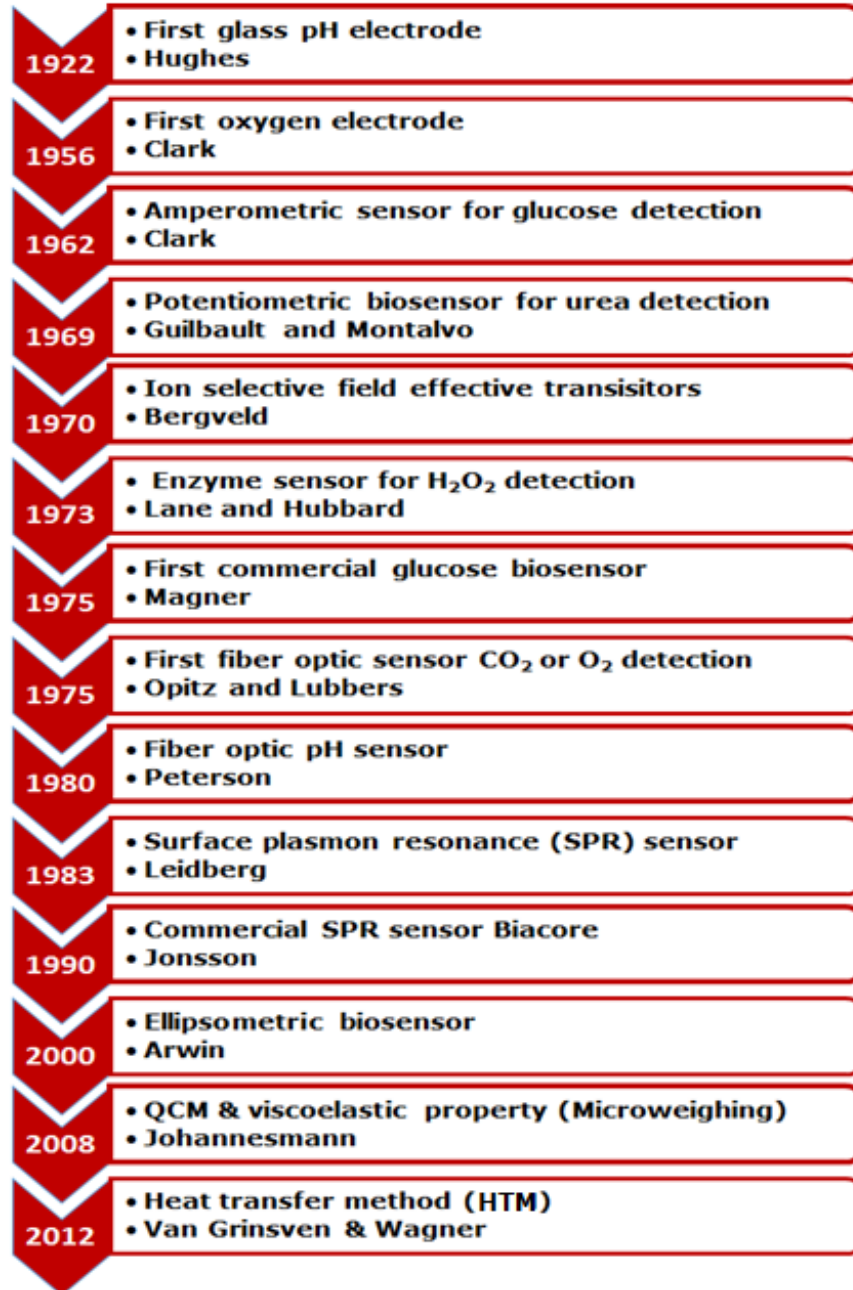 1922
• First glass pH electrode
• Hughes
1956
• First oxygen electrode
• Clark
1962
• Amperometric sensor for glucose detection
• Clark
1969
• Potentiometric biosensor for urea detection
• Guilbault and Montalvo
1970
• Ion selective field effective transisitors
• Bergveld
1973
• Enzyme sensor for H₂O₂ detection
• Lane and Hubbard
1975
• First commercial glucose biosensor
• Magner
1975
• First fiber optic sensor CO₂ or O₂ detection
• Opitz and Lubbers
1980
• Fiber optic pH sensor
• Peterson
1983
• Surface plasmon resonance (SPR) sensor
• Leidberg
1990
• Commercial SPR sensor Biacore
• Jonsson
2000
• Ellipsometric biosensor
• Arwin
2008
• QCM & viscoelastic property (Microweighing)
• Johannesmann
2012
• Heat transfer method (HTM)
• Van Grinsven & Wagner